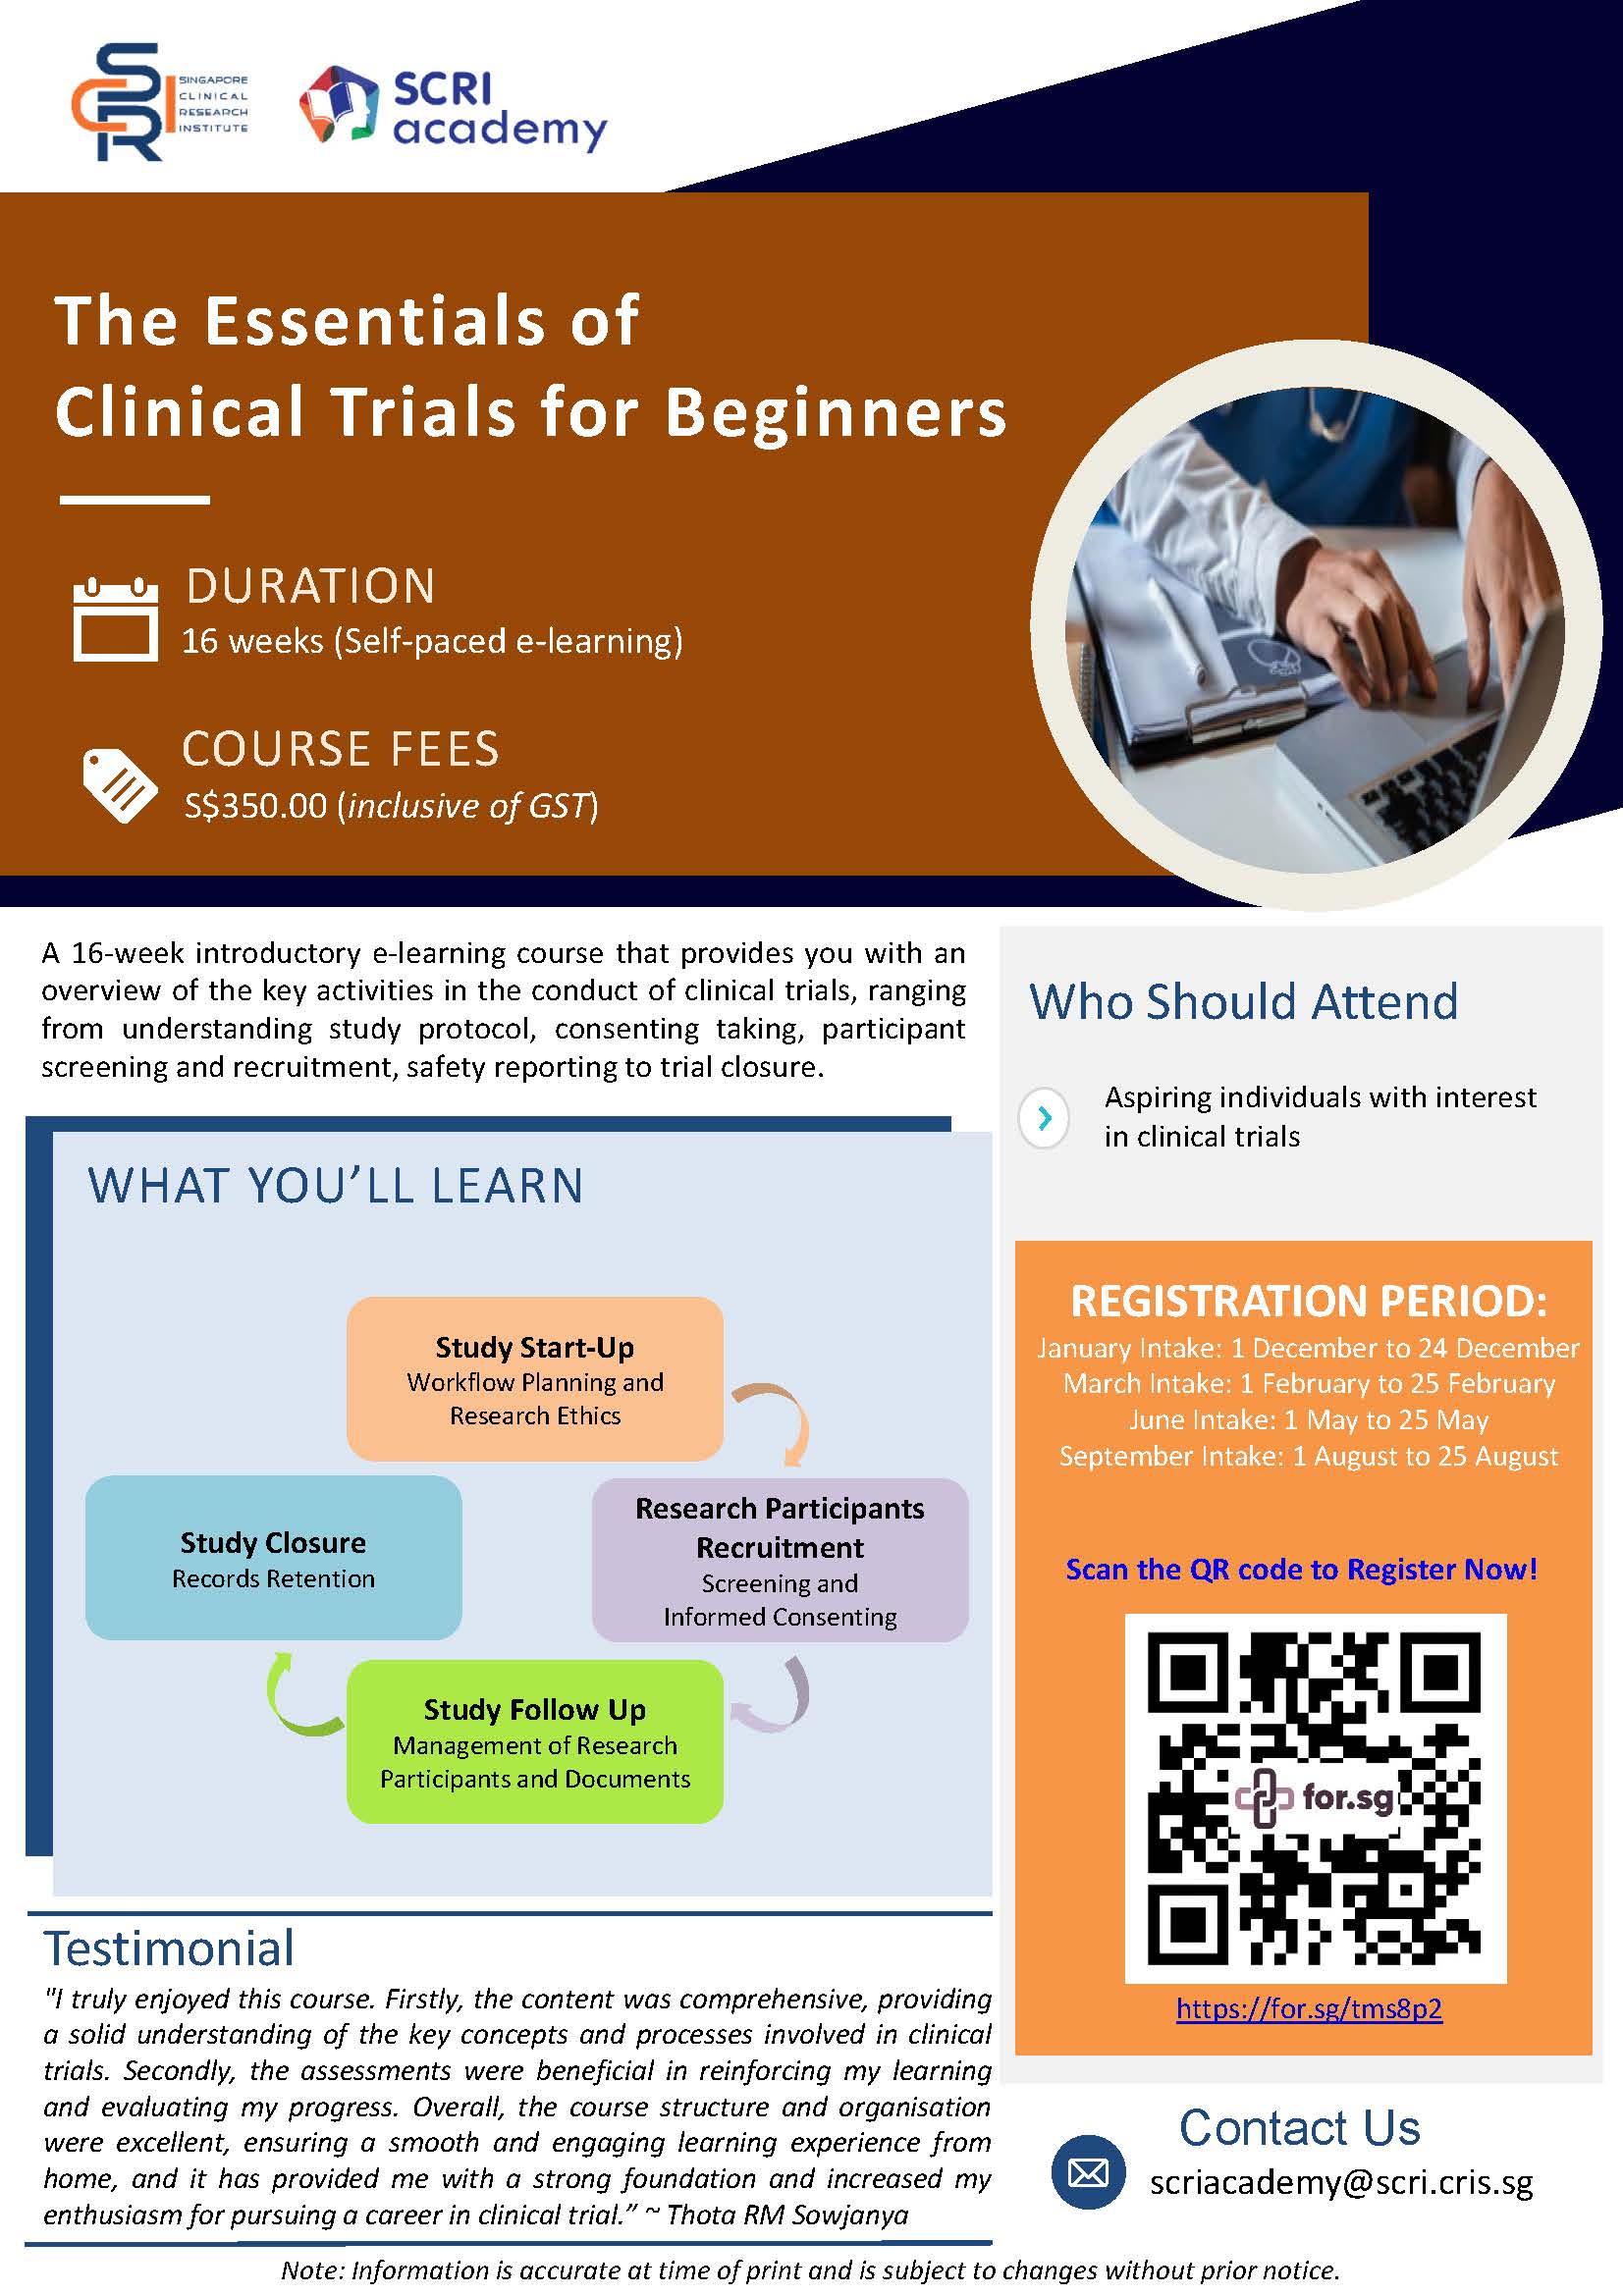 SINGAPORE
CLINICAL
RESEARCH
INSTITUTE
SCRI
academy
The Essentials of
Clinical Trials for Beginners
DURATION
16 weeks (Self-paced e-learning)
COURSE FEES
S$350.00 (inclusive of GST)
A 16-week introductory e-learning course that provides you with an
overview of the key activities in the conduct of clinical trials, ranging
from understanding study protocol, consenting taking, participant
screening and recruitment, safety reporting to trial closure.
WHAT YOU’LL LEARN
Study Start-Up
Workflow Planning and
Research Ethics
Research Participants
Recruitment
Screening and
Informed Consenting
Study Follow Up
Management of Research
Participants and Documents
Study Closure
Records Retention
Testimonial
"I truly enjoyed this course. Firstly, the content was comprehensive, providing
a solid understanding of the key concepts and processes involved in clinical
trials. Secondly, the assessments were beneficial in reinforcing my learning
and evaluating my progress. Overall, the course structure and organisation
were excellent, ensuring a smooth and engaging learning experience from
home, and it has provided me with a strong foundation and increased my
enthusiasm for pursuing a career in clinical trial.” ~ Thota RM Sowjanya
Who Should Attend
Aspiring individuals with interest
in clinical trials
REGISTRATION PERIOD:
January Intake: 1 December to 24 December
March Intake: 1 February to 25 February
June Intake: 1 May to 25 May
September Intake: 1 August to 25 August
Scan the QR code to Register Now!
for.sg
https://for.sg/tms8p2
Contact Us
scriacademy@scri.cris.sg
Note: Information is accurate at time of print and is subject to changes without prior notice.